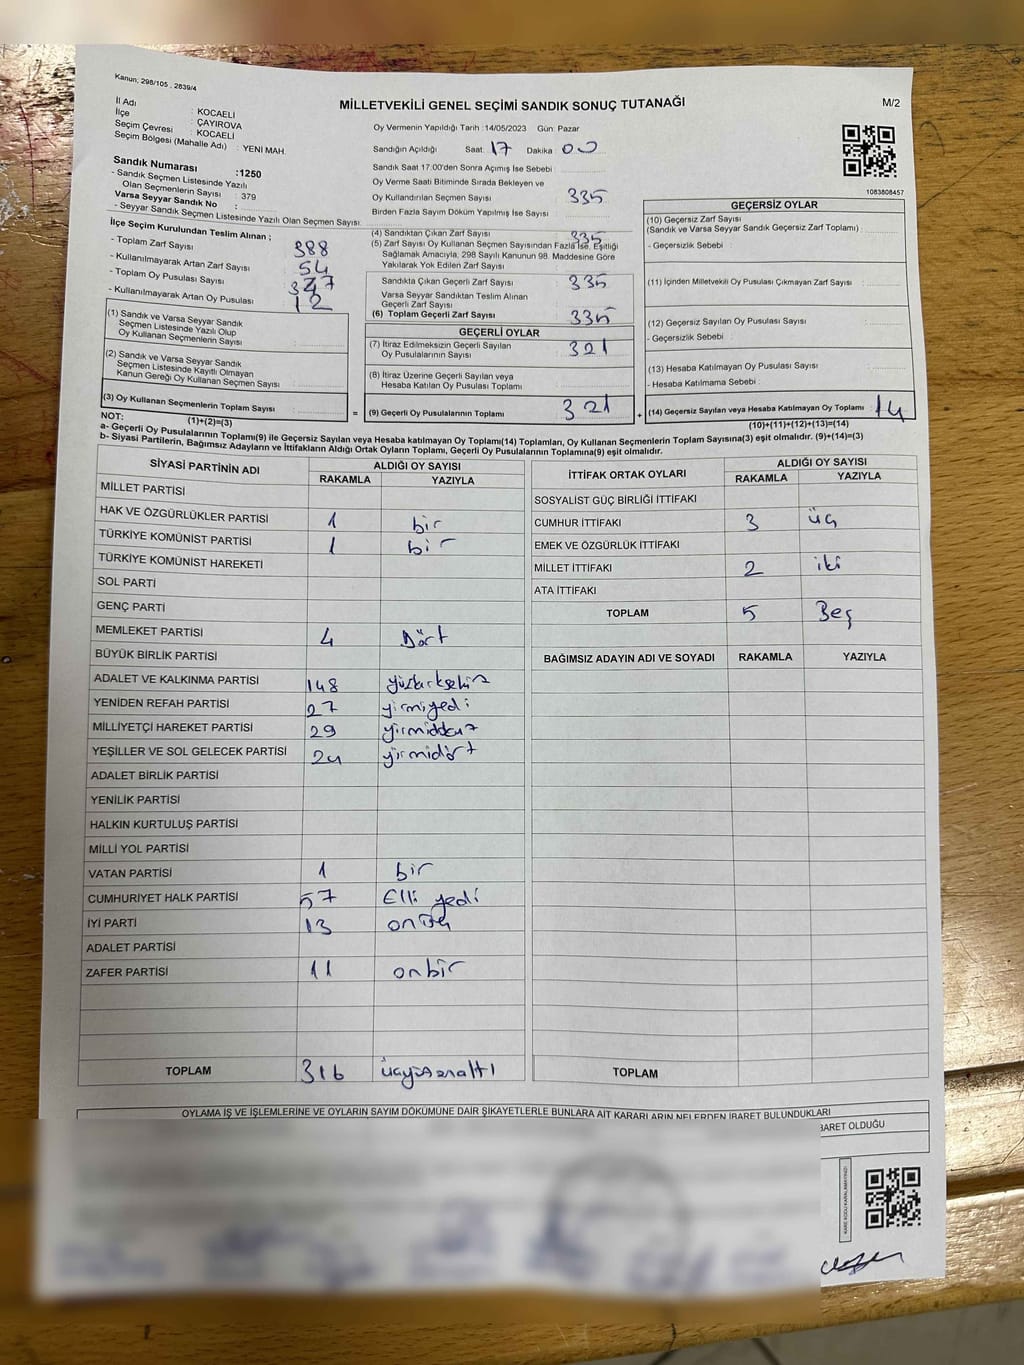 Kanun; 298/105 , 2839/4
MİLLETVEKİLİ GENEL SEÇİMİ SANDIK SONUÇ TUTANAĞI
M/2
İl Adı : KOCAELİ
İlçe : ÇAYIROVA
Seçim Çevresi : KOCAELİ
Seçim Bölgesi (Mahalle Adı) : YENİ MAH.
Sandık Numarası :1250
- Sandık Seçmen Listesinde Yazılı
Olan Seçmenlerin Sayısı : 379
Varsa Seyyar Sandık No :
- Seyyar Sandık Seçmen Listesinde Yazılı Olan Seçmen Sayısı:
İlçe Seçim Kurulundan Teslim Alınan ;
- Toplam Zarf Sayısı 388
- Kullanılmayarak Artan Zarf Sayısı 54
- Toplam Oy Pusulası Sayısı
- Kullanılmayarak Artan Oy Pusulası 12
(1) Sandık ve Varsa Seyyar Sandık
Seçmen Listesinde Yazılı Olup
Oy Kullanan Seçmenlerin Sayısı :
(2) Sandık ve Varsa Seyyar Sandık
Seçmen Listesinde Kayıtlı Olmayan
Kanun Gereği Oy Kullanan Seçmen Sayısı :
(3) Oy Kullanan Seçmenlerin Toplam Sayısı :
(1)+(2)=(3)
Oy Vermenin Yapıldığı Tarih :14/05/2023 Gün: Pazar
Sandığın Açıldığı Saat: 17 Dakika : 00
Sandık Saat 17:00'den Sonra Açımış İse Sebebi :
Oy Verme Saati Bitiminde Sırada Bekleyen ve
Oy Kullandırılan Seçmen Sayısı : 335
Birden Fazla Sayım Döküm Yapılmış İse Sayısı :
(4) Sandıktan Çıkan Zarf Sayısı : 335
(5) Zarf Sayısı Oy Kullanan Seçmen Sayısından Fazla İse, Eşitliği
Sağlamak Amacıyla, 298 Sayılı Kanunun 98. Maddesine Göre
Yakılarak Yok Edilen Zarf Sayısı :
Sandıkta Çıkan Geçerli Zarf Sayısı : 335
Varsa Seyyar Sandıktan Teslim Alınan
Geçerli Zarf Sayısı :
(6) Toplam Geçerli Zarf Sayısı : 335
GEÇERLİ OYLAR
(7) İtiraz Edilmeksizin Geçerli Sayılan
Oy Pusulalarının Sayısı : 321
(8) İtiraz Üzerine Geçerli Sayılan veya
Hesaba Katılan Oy Pusulası Toplamı :
= (9) Geçerli Oy Pusulalarının Toplamı : 321
1083808457
GEÇERSİZ OYLAR
(10) Geçersiz Zarf Sayısı
(Sandık ve Varsa Seyyar Sandık Geçersiz Zarf Toplamı) :
- Geçersizlik Sebebi :
(11) İçinden Milletvekili Oy Pusulası Çıkmayan Zarf Sayısı :
(12) Geçersiz Sayılan Oy Pusulası Sayısı :
- Geçersizlik Sebebi :
(13) Hesaba Katılmayan Oy Pusulası Sayısı :
- Hesaba Katılmama Sebebi :
+ (14) Geçersiz Sayılan veya Hesaba Katılmayan Oy Toplamı : 14
(10)+(11)+(12)+(13)=(14)
NOT:
a- Geçerli Oy Pusulalarının Toplamı(9) ile Geçersiz Sayılan veya Hesaba katılmayan Oy Toplamı(14) Toplamları, Oy Kullanan Seçmenlerin Toplam Sayısına(3) eşit olmalıdır. (9)+(14)=(3)
b- Siyasi Partilerin, Bağımsız Adayların ve İttifakların Aldığı Ortak Oyların Toplamı, Geçerli Oy Pusulalarının Toplamına(9) eşit olmalıdır.
SİYASİ PARTİNİN ADI ALDIĞI OY SAYISI
RAKAMLA YAZIYLA
MİLLET PARTİSİ
HAK VE ÖZGÜRLÜKLER PARTİSİ 1 bir
TÜRKİYE KOMÜNİST PARTİSİ 1 bir
TÜRKİYE KOMÜNİST HAREKETİ
SOL PARTİ
GENÇ PARTİ
MEMLEKET PARTİSİ 4 Dört
BÜYÜK BİRLİK PARTİSİ
ADALET VE KALKINMA PARTİSİ 148 yüzkırksekiz
YENİDEN REFAH PARTİSİ 27 yirmiyedi
MİLLİYETÇİ HAREKET PARTİSİ 29 yirmidokuz
YEŞİLLER VE SOL GELECEK PARTİSİ 24 yirmidört
ADALET BİRLİK PARTİSİ
YENİLİK PARTİSİ
HALKIN KURTULUŞ PARTİSİ
MİLLİ YOL PARTİSİ
VATAN PARTİSİ 1 bir
CUMHURİYET HALK PARTİSİ 57 Elli yedi
İYİ PARTİ 13 onüç
ADALET PARTİSİ
ZAFER PARTİSİ 11 onbir
TOPLAM 316 üçyüzonaltı
İTTİFAK ORTAK OYLARI ALDIĞI OY SAYISI
RAKAMLA YAZIYLA
SOSYALİST GÜÇ BİRLİĞİ İTTİFAKI
CUMHUR İTTİFAKI 3 üç
EMEK VE ÖZGÜRLÜK İTTİFAKI
MİLLET İTTİFAKI 2 iki
ATA İTTİFAKI
TOPLAM 5 Beş
BAĞIMSIZ ADAYIN ADI VE SOYADI RAKAMLA YAZIYLA
TOPLAM
OYLAMA İŞ VE İŞLEMLERİNE VE OYLARIN SAYIM DÖKÜMÜNE DAİR ŞİKAYETLERLE BUNLARA AİT KARARLARIN NELERDEN İBARET BULUNDUKLARI
BARET OLDUĞU
KARE KODU KARALAMAYINIZ!